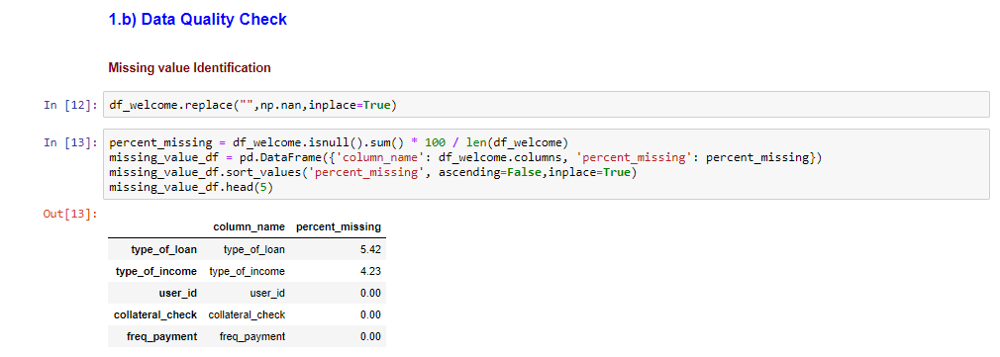 1.b) Data Quality Check
Missing value Identification
In [12]: df_welcome.replace("",np.nan,inplace=True)
In [13]: percent_missing = df_welcome.isnull().sum() * 100 / len(df_welcome)
missing_value_df = pd.DataFrame({'column_name': df_welcome.columns, 'percent_missing': percent_missing})
missing_value_df.sort_values('percent_missing', ascending=False,inplace=True)
missing_value_df.head(5)
Out[13]:
column_name percent_missing
type_of_loan type_of_loan 5.42
type_of_income type_of_income 4.23
user_id user_id 0.00
collateral_check collateral_check 0.00
freq_payment freq_payment 0.00